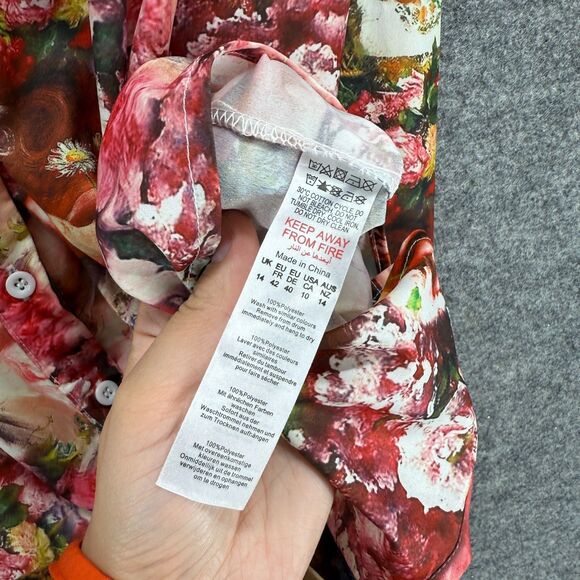 30°C COTTON CYCLE, DO
NOT BLEACH, DO NOT
TUMBLE DRY, COOL IRON,
DO NOT DRY CLEAN
KEEP AWAY
FROM FIRE
أبعدها عن النار
Made in China
UK EU EU USA AUS
FR DE CA NZ
14 42 40 10 14
100%Polyester
Wash with similar colours
Remove from drum
immediately and hang to dry
100%Polyester
Laver avec des couleurs
similaires
Retirer du tambour
immédiatement et suspendre
pour faire sécher
100%Polyester
Mit ähnlichen Farben
waschen
Sofort aus der
Waschtrommel nehmen und
zum Trocknen aufhängen
100%Polyester
Met overeenkomstige
kleuren wassen
Onmiddellijk uit de trommel
verwijderen en ophangen
om te drogen